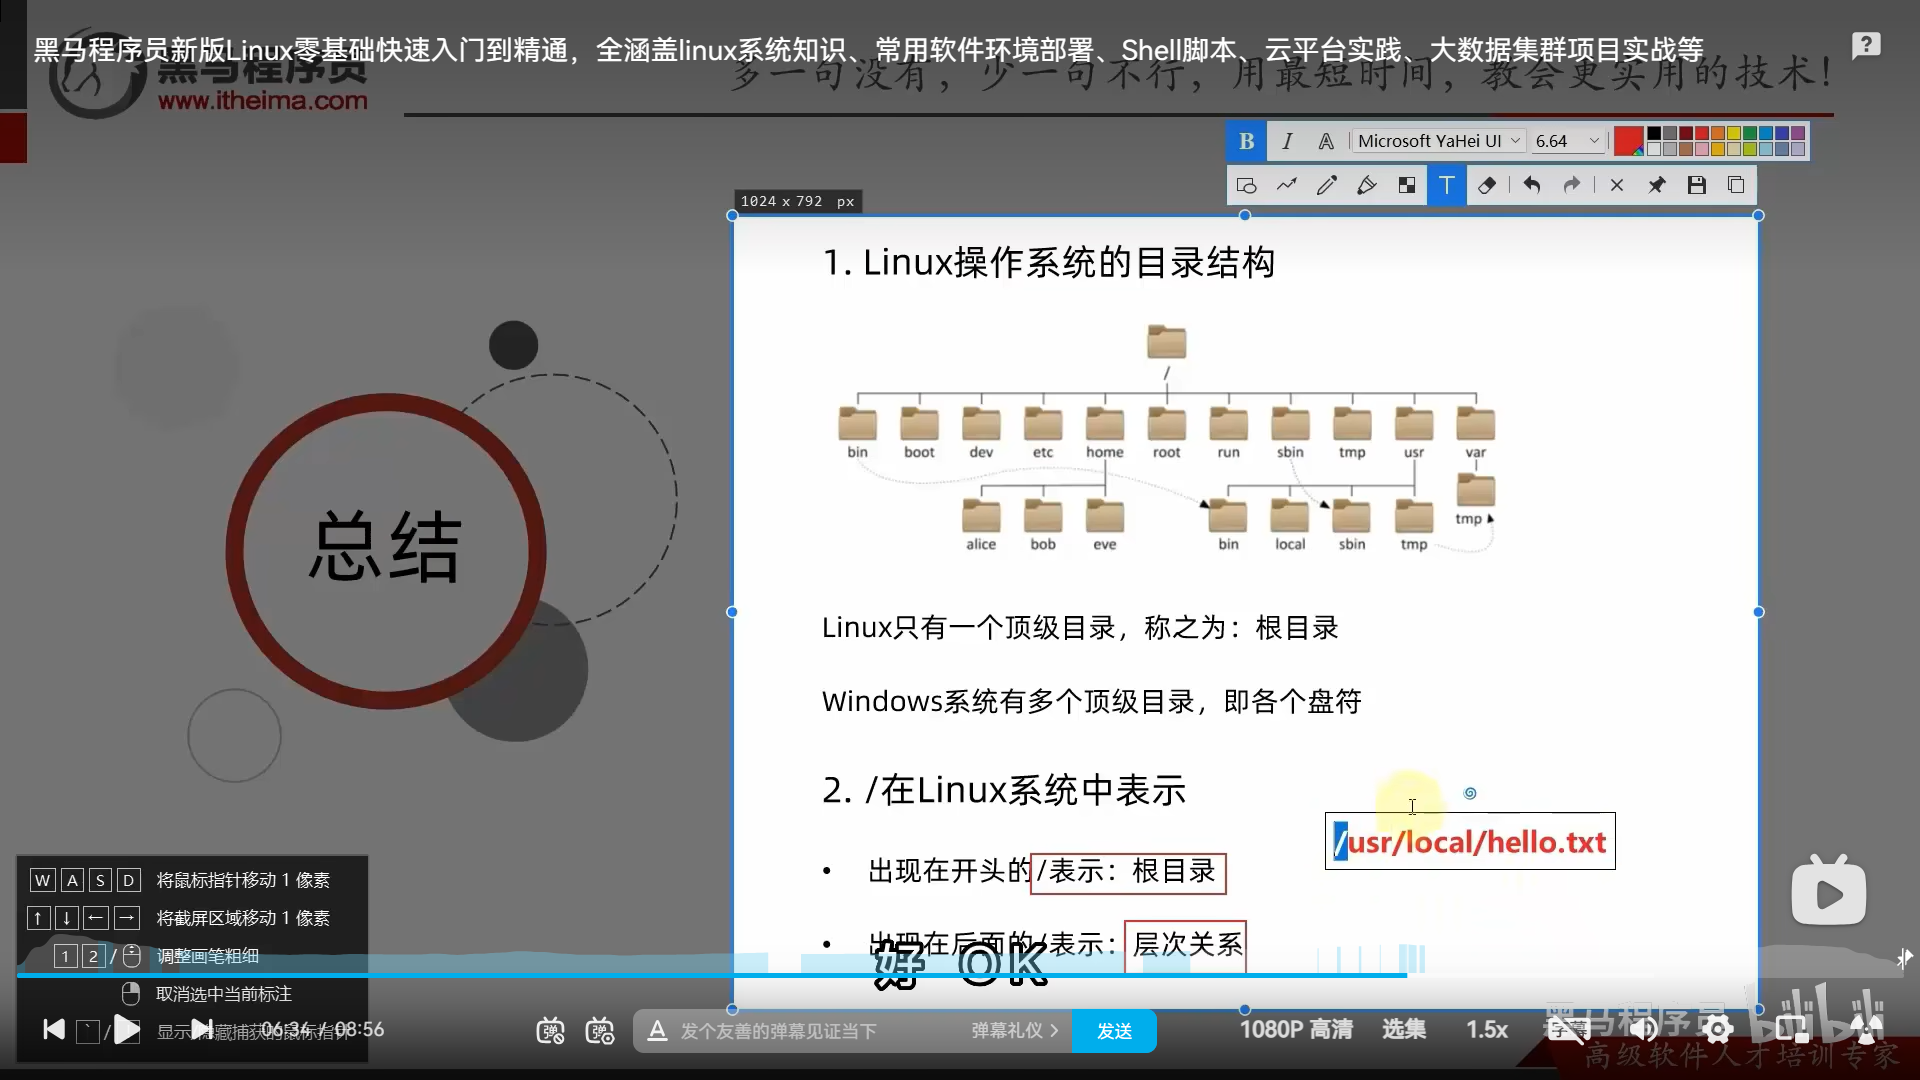 黑马程序员新版Linux零基础快速入门到精通，全涵盖linux系统知识、常用软件环境部署、Shell脚本、云平台实践、大数据集群项目实战等
黑马程序员
www.itheima.com
多一句没有，少一句不行，用最短时间，教会更实用的技术！
B I A Microsoft YaHei UI 6.64
T
1024 x 792 px
1. Linux操作系统的目录结构
/
bin boot dev etc home root run sbin tmp usr var
tmp
alice bob eve bin local sbin tmp
总结
Linux只有一个顶级目录，称之为：根目录
Windows系统有多个顶级目录，即各个盘符
2. /在Linux系统中表示
/usr/local/hello.txt
• 出现在开头的/表示：根目录
• 出现在后面的/表示：层次关系
W A S D 将鼠标指针移动 1 像素
↑ ↓ ← → 将截屏区域移动 1 像素
1 2 / 调整画笔粗细
取消选中当前标注
好 OK
06:34 / 08:56
发个友善的弹幕见证当下
弹幕礼仪 >
发送
1080P 高清
选集
1.5x
字幕
黑马程序员
bilibili
高级软件人才培训专家